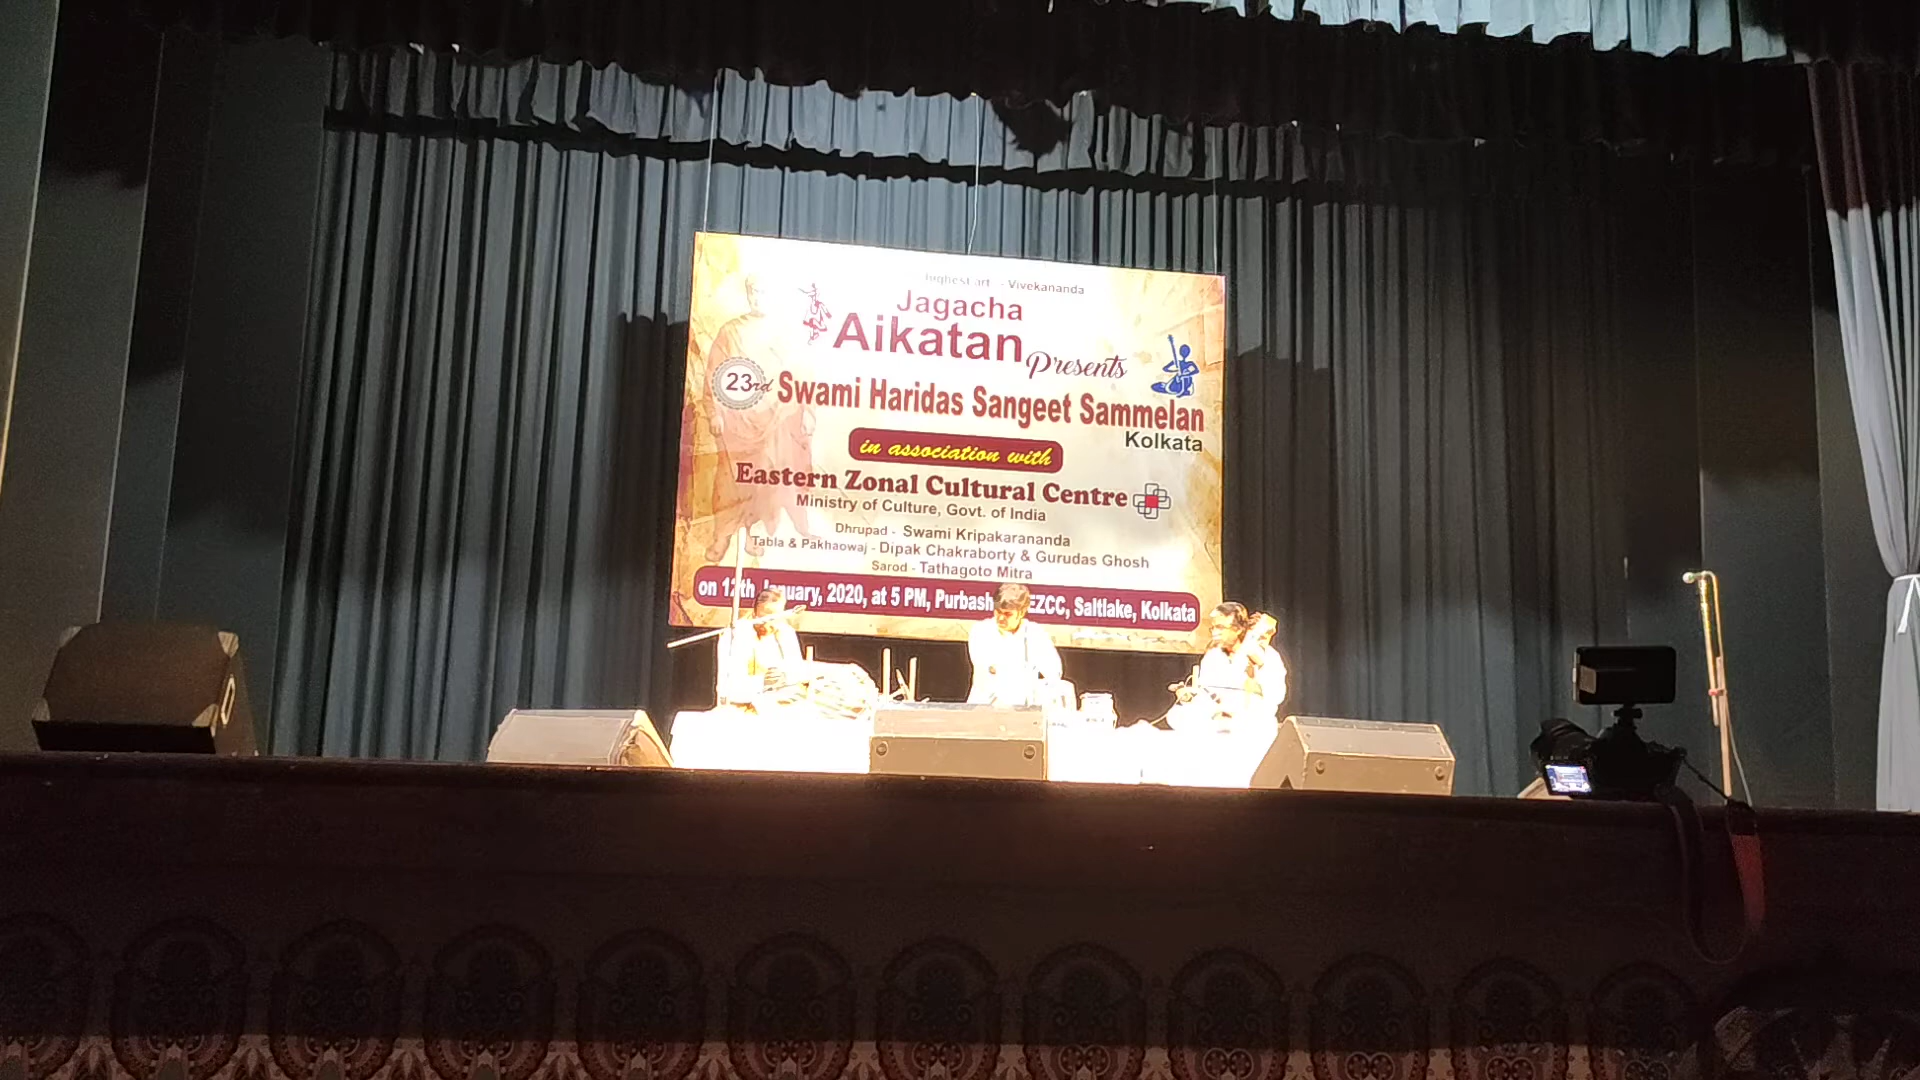 highest art - Vivekananda
Jagacha
Aikatan Presents
23rd Swami Haridas Sangeet Sammelan
Kolkata
in association with
Eastern Zonal Cultural Centre
Ministry of Culture, Govt. of India
Dhrupad - Swami Kripakarananda
Tabla & Pakhaowaj - Dipak Chakraborty & Gurudas Ghosh
Sarod - Tathagoto Mitra
on 12th January, 2020, at 5 PM, Purbash EZCC, Saltlake, Kolkata